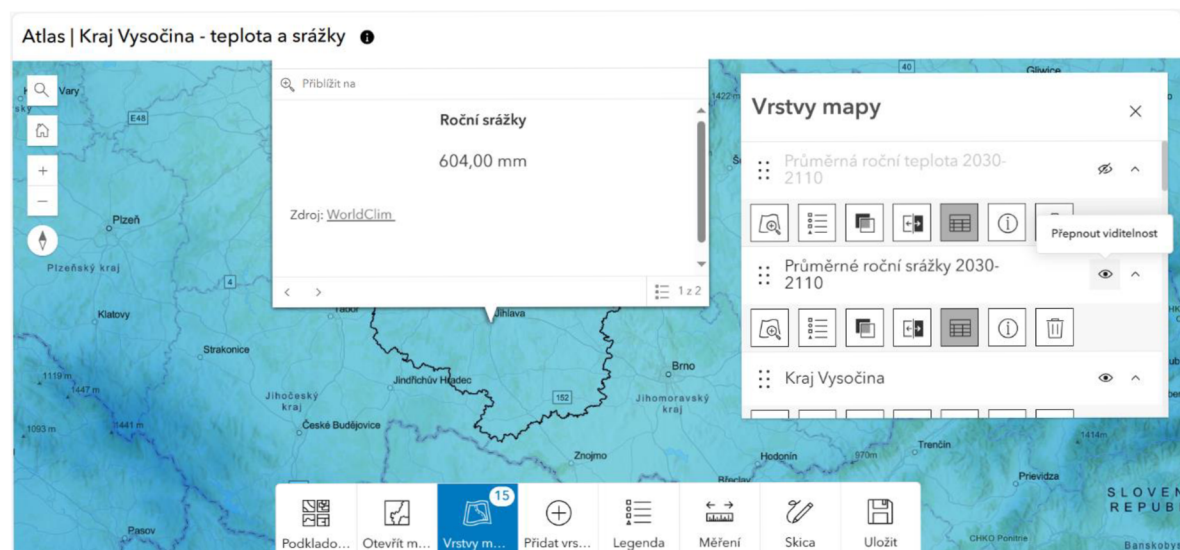 Atlas | Kraj Vysočina - teplota a srážky
Přiblížit na
Roční srážky
604,00 mm
Zdroj: WorldClim
1 z 2
Vrstvy mapy
Průměrná roční teplota 2030-
2110
Přepnout viditelnost
Průměrné roční srážky 2030-
2110
Kraj Vysočina
Vary
E48
40
Gliwice
1422 m
Plzeň
Plzeňský kraj
4
Klatovy
Tábor
Jihlava
Strakonice
1119 m
1447 m
Jindřichův Hradec
Brno
Jihočeský
kraj
152
Jihomoravský
kraj
1093 m
1441 m
České Budějovice
Znojmo
Hodonín
970m
Trenčín
1414m
Břeclav
Prievidza
SLOVEN
REPUB
Pasov
CHKO Ponitrie
Banskobys
Podklado...
Otevřít m...
15
Vrstvy m...
Přidat vrs...
Legenda
Měření
Skica
Uložit